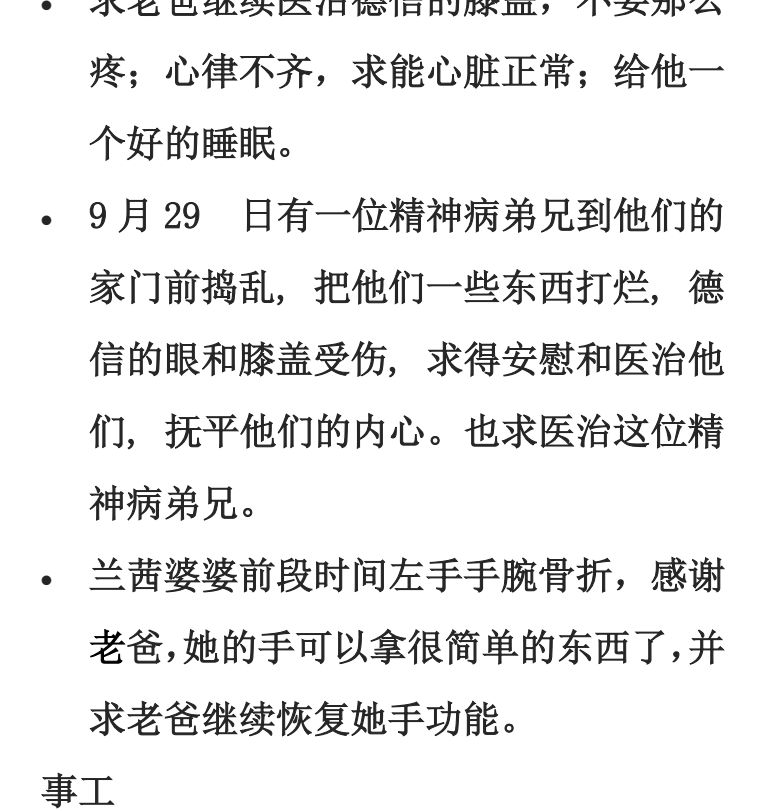 • 求老爸继续医治德信的膝盖，不要那么
疼；心律不齐，求能心脏正常；给他一
个好的睡眠。
• 9 月 29　日有一位精神病弟兄到他们的
家门前捣乱, 把他们一些东西打烂, 德
信的眼和膝盖受伤, 求得安慰和医治他
们, 抚平他们的内心。也求医治这位精
神病弟兄。
• 兰茜婆婆前段时间左手手腕骨折，感谢
老爸,她的手可以拿很简单的东西了,并
求老爸继续恢复她手功能。
事工